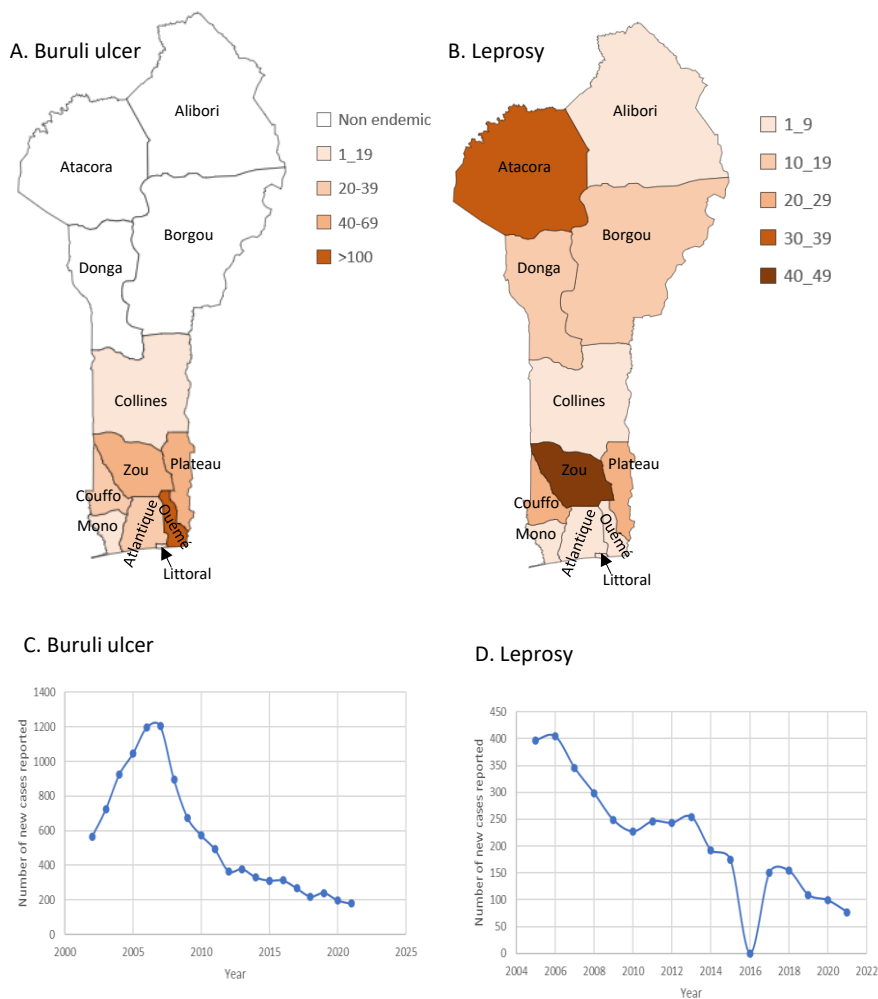 A. Buruli ulcer
Alibori
Atacora
Borgou
Donga
Collines
Zou
Plateau
Couffo
Mono
Atlantique
Ouémé
Littoral
Non endemic
1_19
20-39
40-69
>100
B. Leprosy
Alibori
Atacora
Borgou
Donga
Collines
Zou
Plateau
Couffo
Mono
Atlantique
Ouémé
Littoral
1_9
10_19
20_29
30_39
40_49
C. Buruli ulcer
Number of new cases reported
1400
1200
1000
800
600
400
200
0
2000 2005 2010 2015 2020 2025
Year
D. Leprosy
Number of new cases reported
450
400
350
300
250
200
150
100
50
0
2004 2006 2008 2010 2012 2014 2016 2018 2020 2022
Year